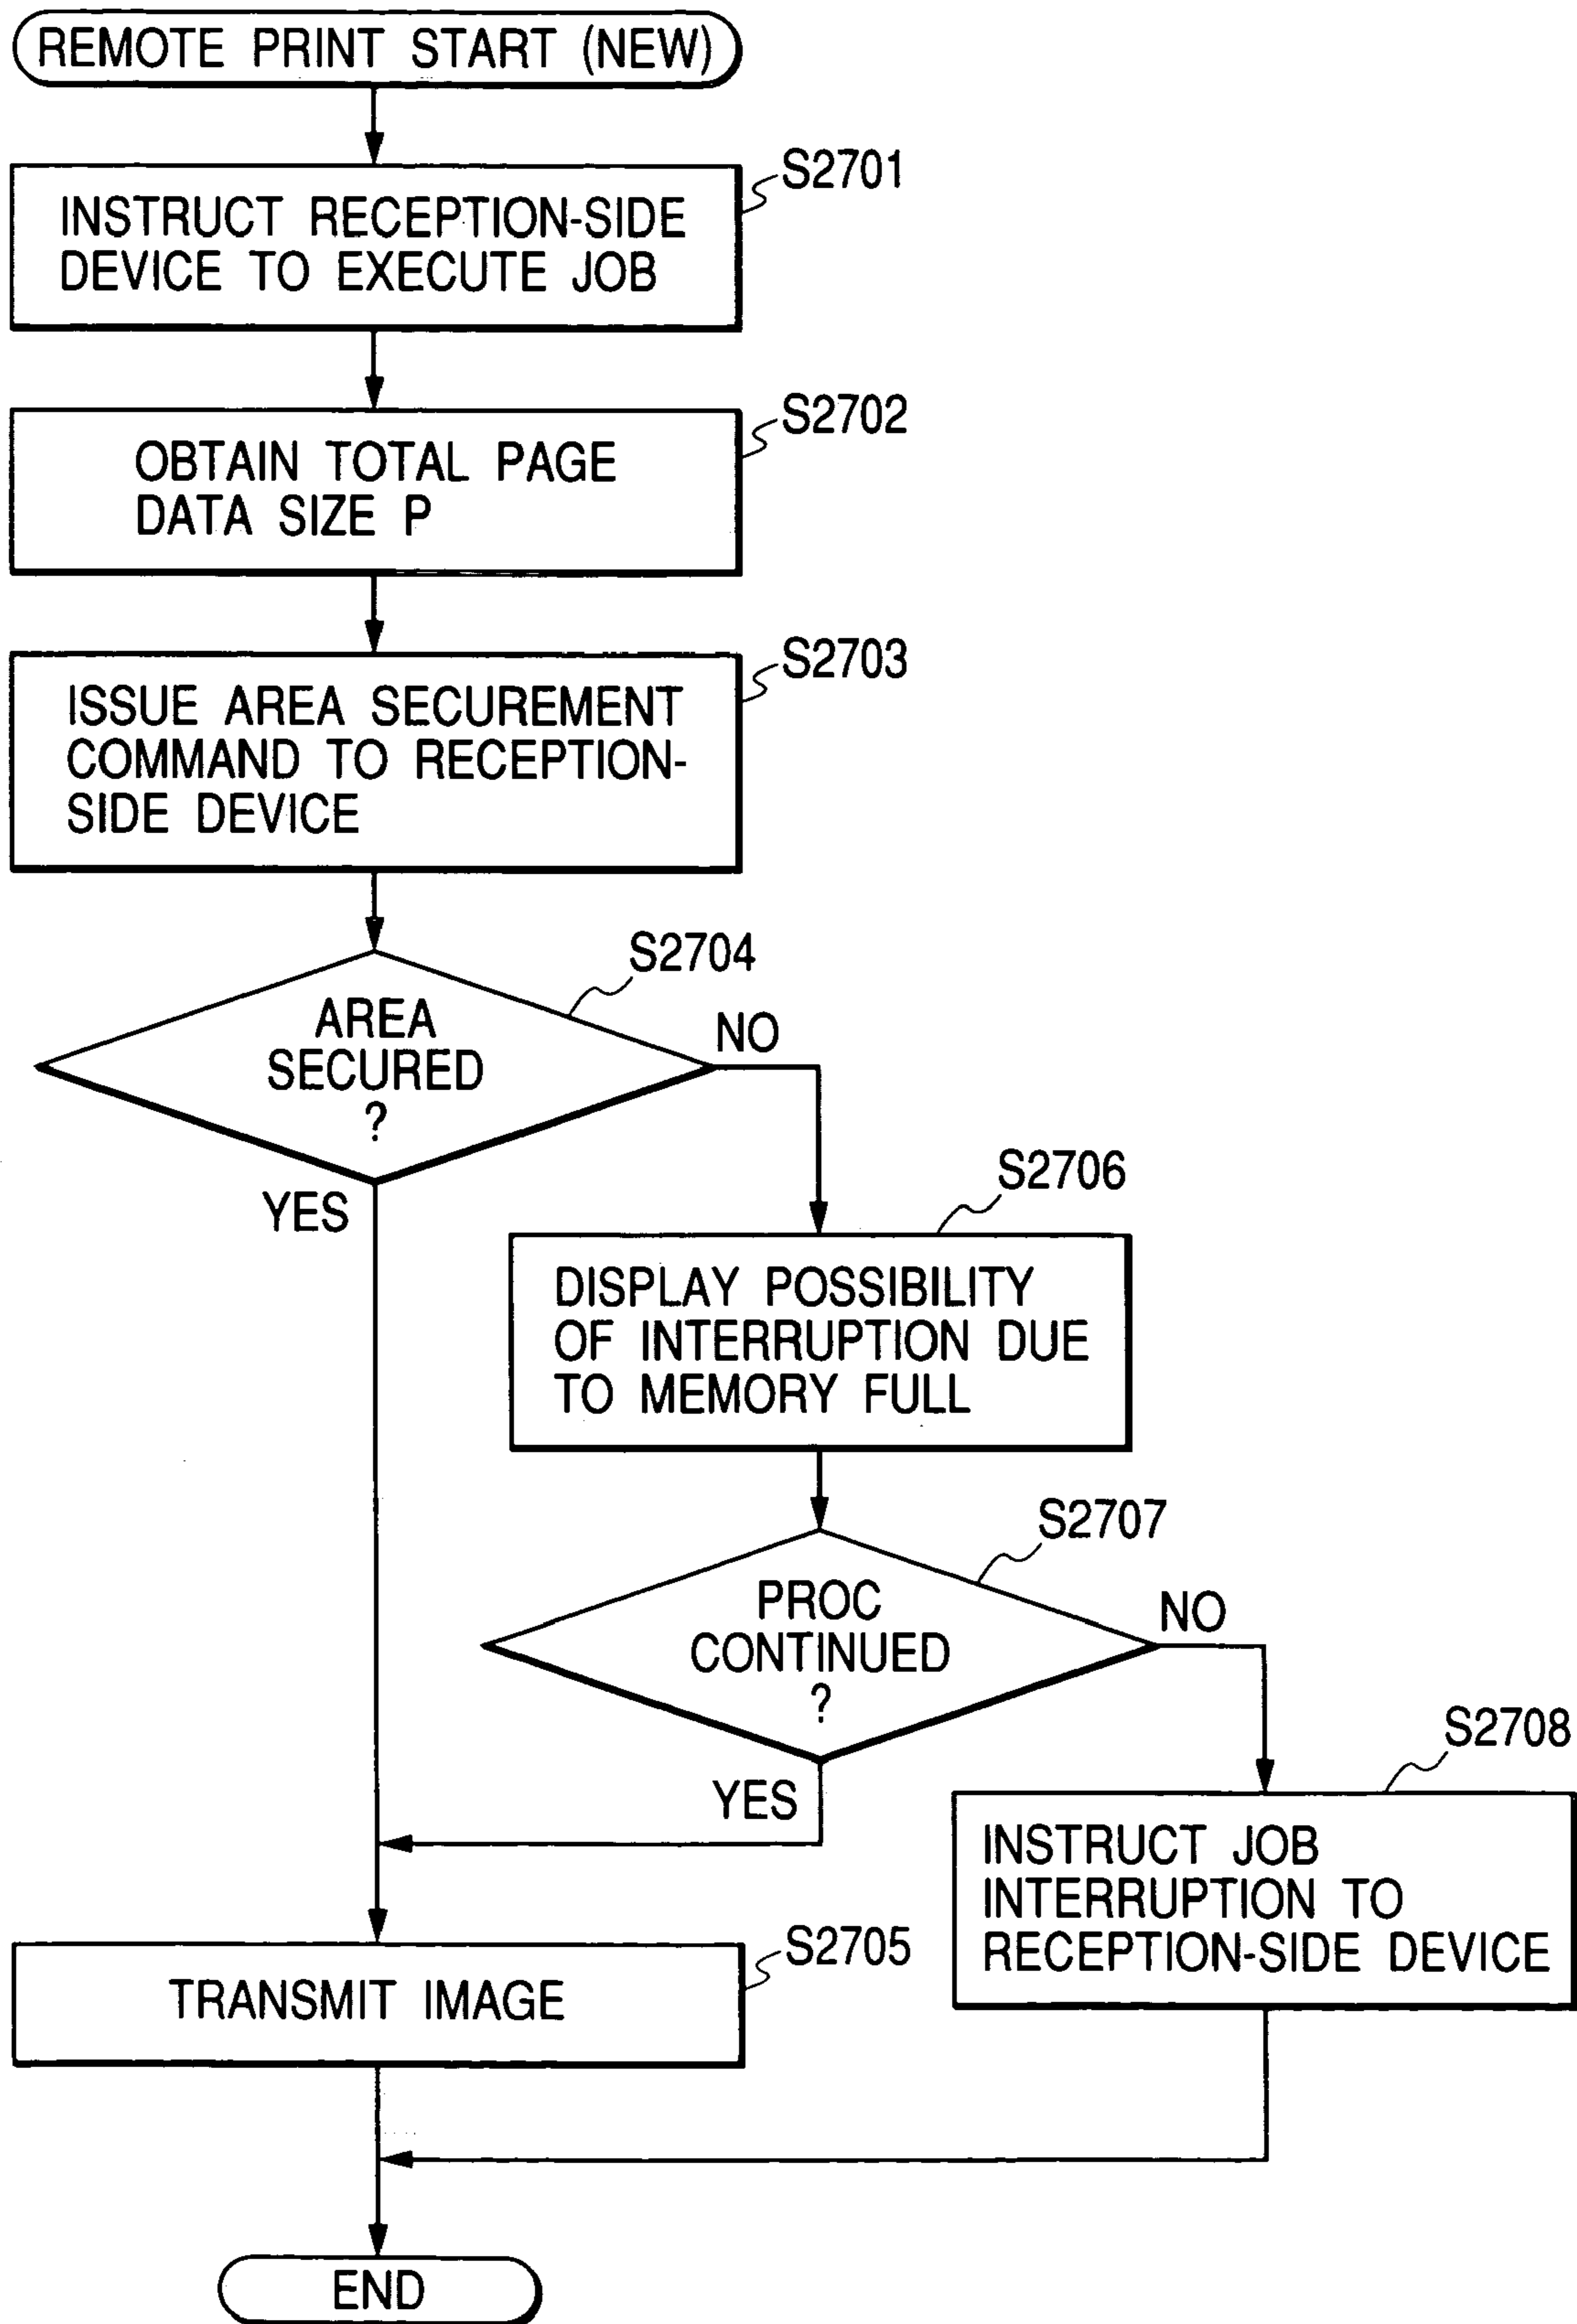 REMOTE PRINT START (NEW)
S2701
INSTRUCT RECEPTION-SIDE
DEVICE TO EXECUTE JOB
S2702
OBTAIN TOTAL PAGE
DATA SIZE P
S2703
ISSUE AREA SECUREMENT
COMMAND TO RECEPTION-
SIDE DEVICE
S2704
AREA
SECURED
?
NO
YES
S2706
DISPLAY POSSIBILITY
OF INTERRUPTION DUE
TO MEMORY FULL
S2707
PROC
CONTINUED
?
NO
YES
S2708
INSTRUCT JOB
INTERRUPTION TO
RECEPTION-SIDE DEVICE
S2705
TRANSMIT IMAGE
END